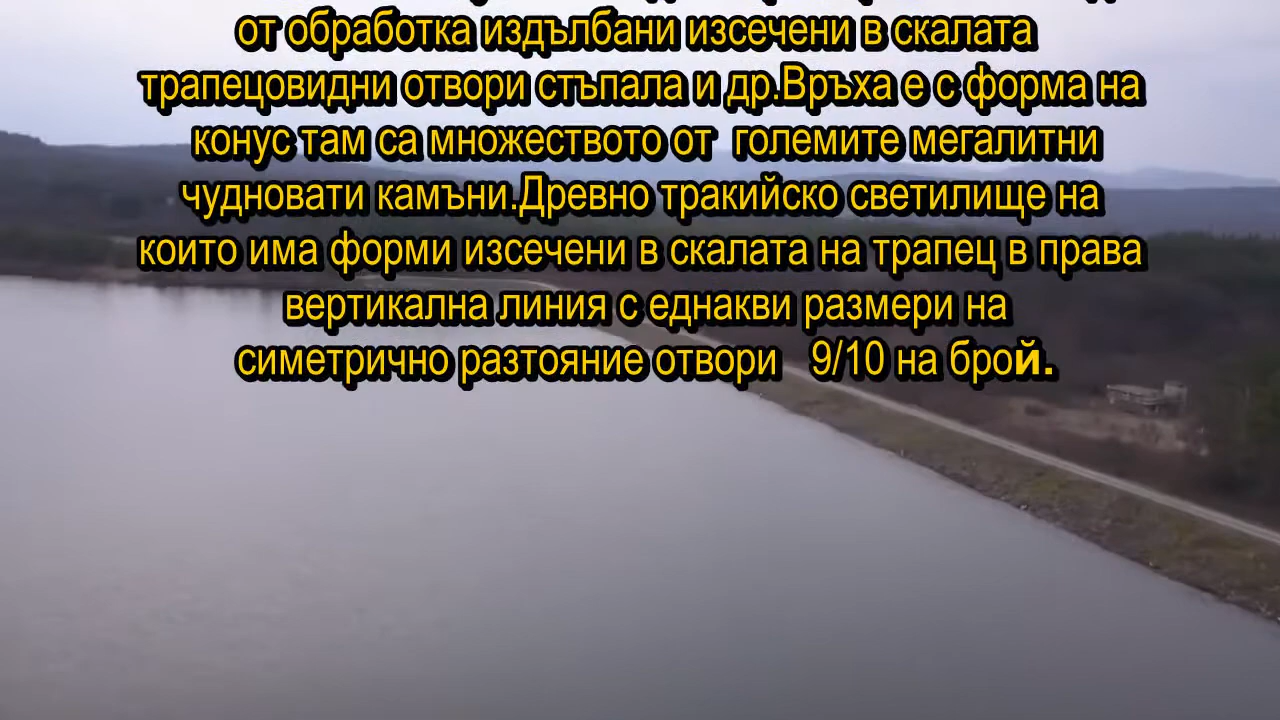 от обработка издълбани изсечени в скалата
трапецовидни отвори стъпала и др.Връха е с форма на
конус там са множеството от големите мегалитни
чудновати камъни.Древно тракийско светилище на
които има форми изсечени в скалата на трапец в права
вертикална линия с еднакви размери на
симетрично разтояние отвори 9/10 на брой.